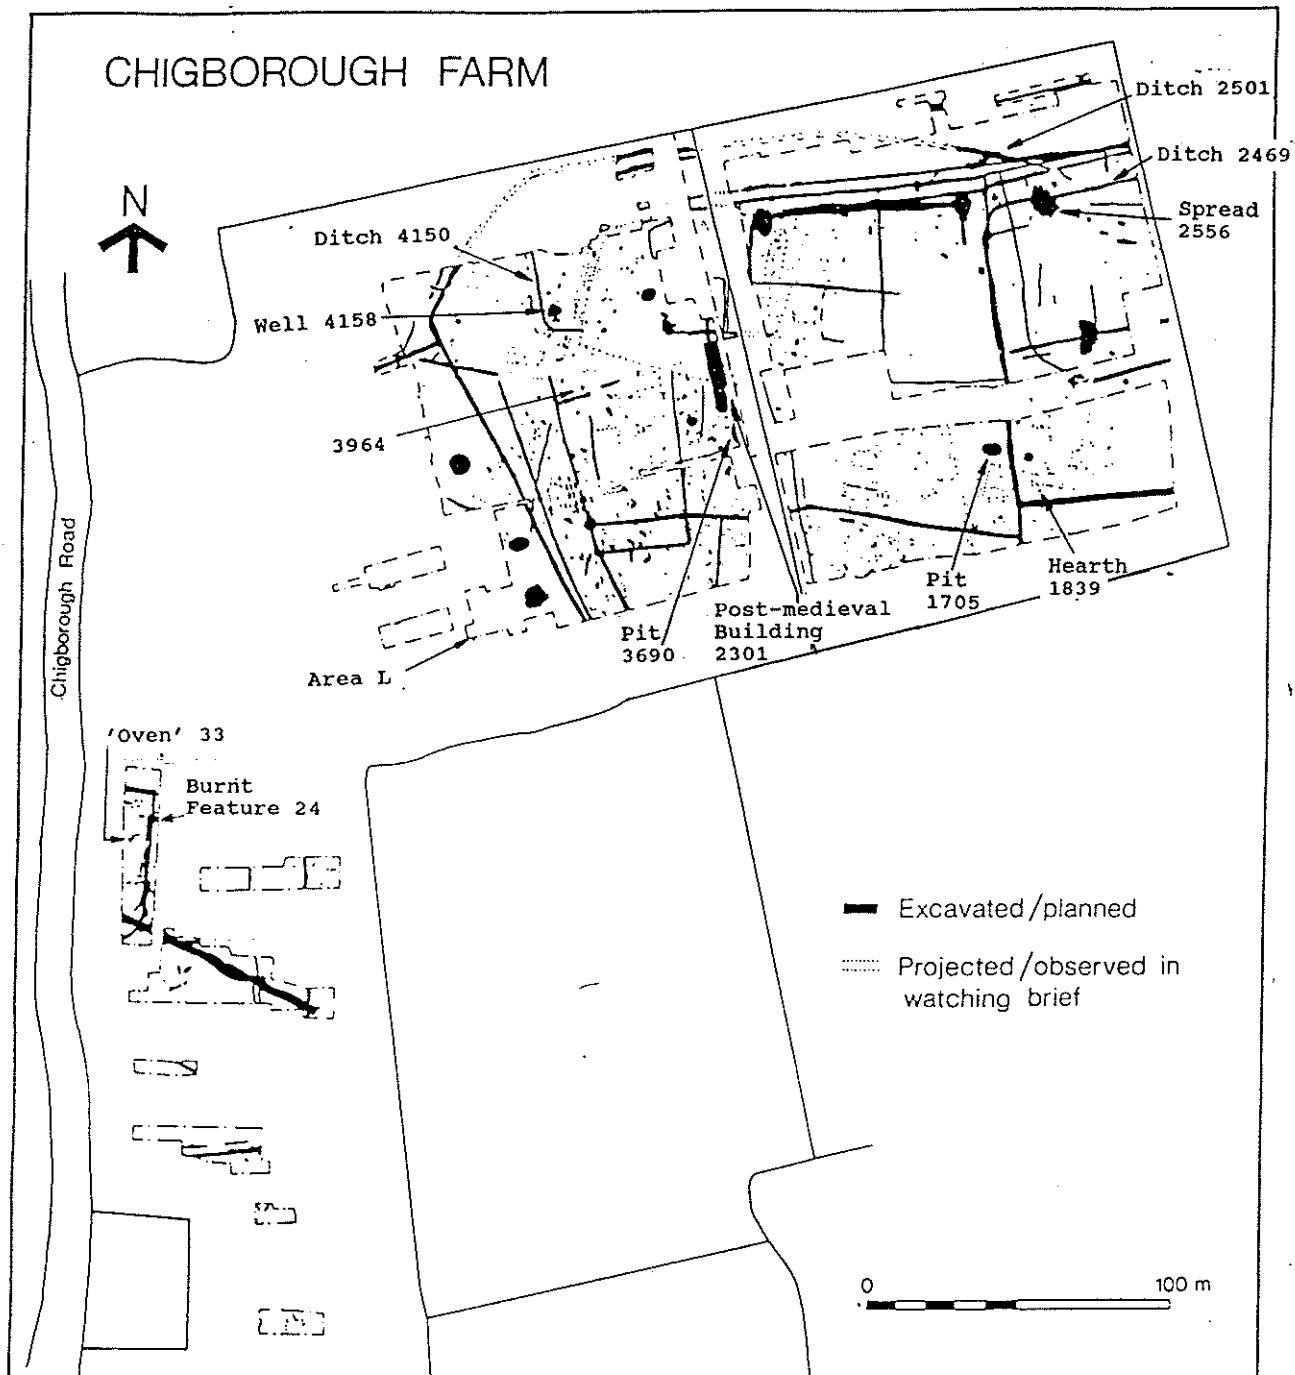 CHIGBOROUGH FARM
N
Ditch 2501
Ditch 2469
Spread
2556
Ditch 4150
Well 4158
3964
Pit
3690
Post-medieval
Building
2301
Pit
1705
Hearth
1839
Area L
Chigborough Road
'Oven' 33
Burnt
Feature 24
Excavated/planned
Projected/observed in
watching brief
0 100 m